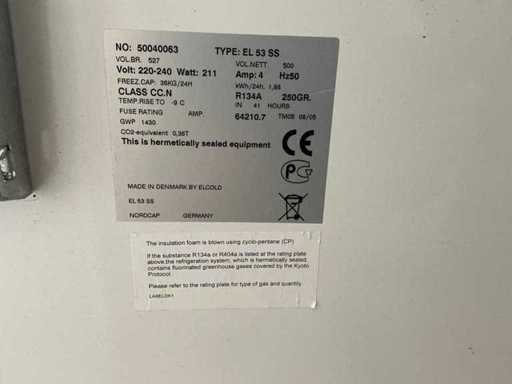 NO: 50040063 TYPE: EL 53 SS
VOL.BR. 527 VOL.NETT. 500
Volt: 220-240 Watt: 211 Amp: 4 Hz50
FREEZ.CAP: 36KG/24H kWh/24h. 1,88
CLASS CC.N R134A 250GR.
TEMP.RISE TO -9 C IN 41 HOURS
FUSE RATING AMP. 64210.7 TM05 08/05
GWP 1430
CO2-equivalent 0,36T
This is hermetically sealed equipment
CE
PC
MADE IN DENMARK BY ELCOLD
EL 53 SS
NORDCAP GERMANY
The insulation foam is blown using cyclo-pentane (CP)
If the substance R134a or R404a is listed at the rating plate
above,the refrigeration system, which is hermetically sealed,
contains fluorinated greenhouse gases covered by the Kyoto
Protocol.
Please refer to the rating plate for type of gas and quantity.